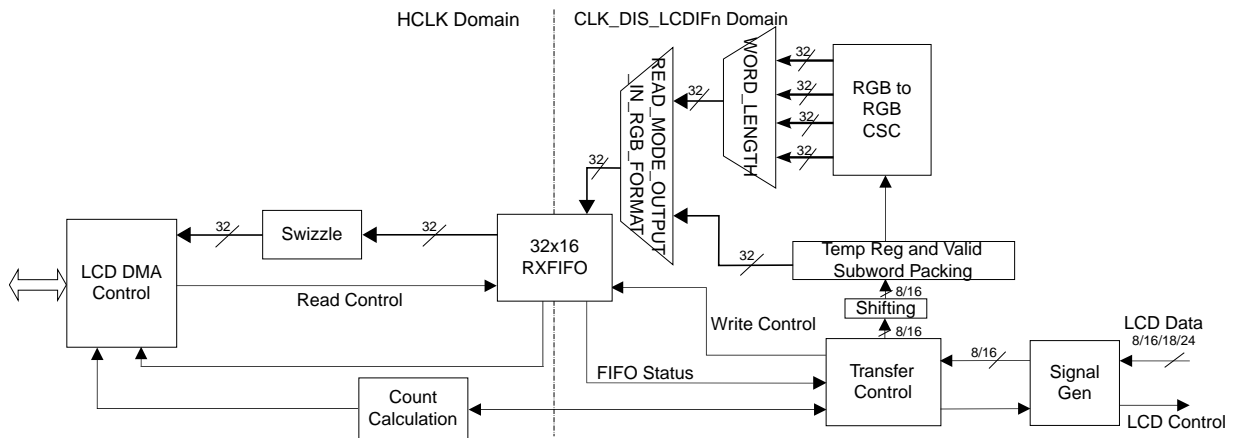 HCLK Domain
CLK_DIS_LCDIFn Domain
READ_MODE_OUTPUT
_IN_RGB_FORMAT
WORD_LENGTH
32
32
32
32
32
32
RGB to
RGB
CSC
32
32
Swizzle
32x16
RXFIFO
32
Temp Reg and Valid
Subword Packing
LCD DMA
Control
Read Control
8/16
Shifting
8/16
Write Control
LCD Data
8/16/18/24
8/16
FIFO Status
Transfer
Control
Signal
Gen
Count
Calculation
LCD Control